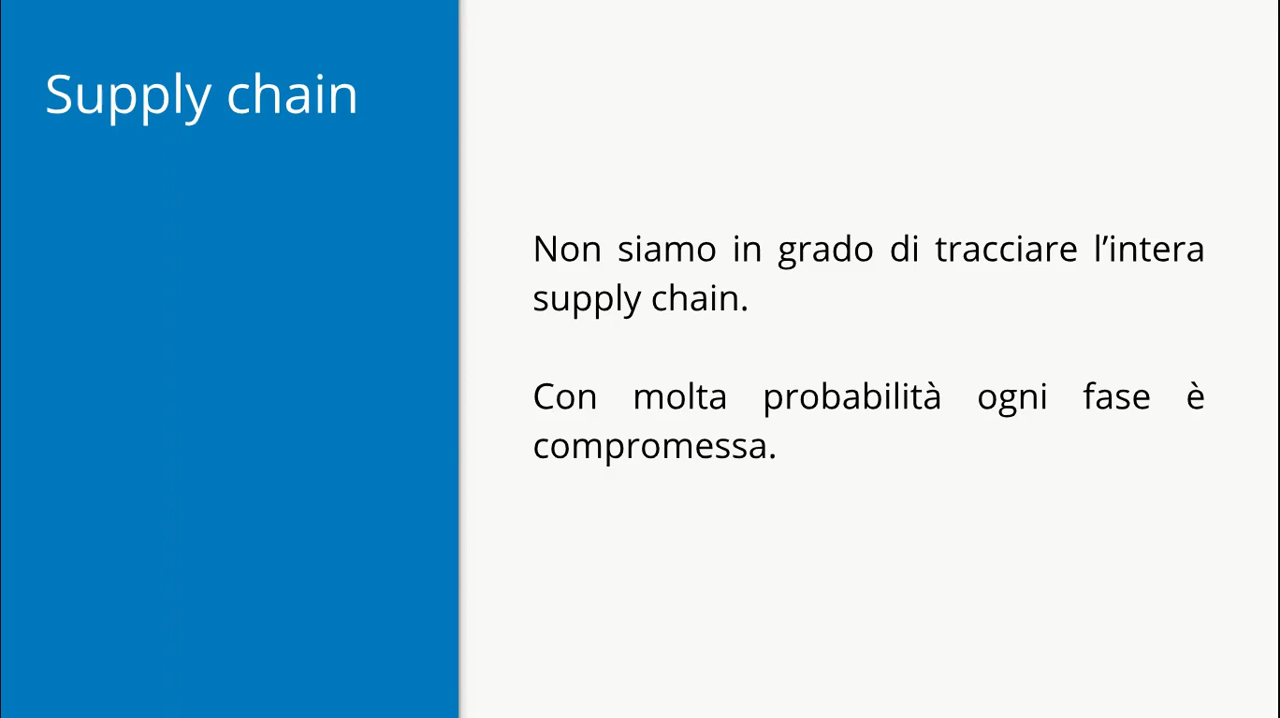 Supply chain
Non siamo in grado di tracciare l’intera
supply chain.
Con molta probabilità ogni fase è
compromessa.